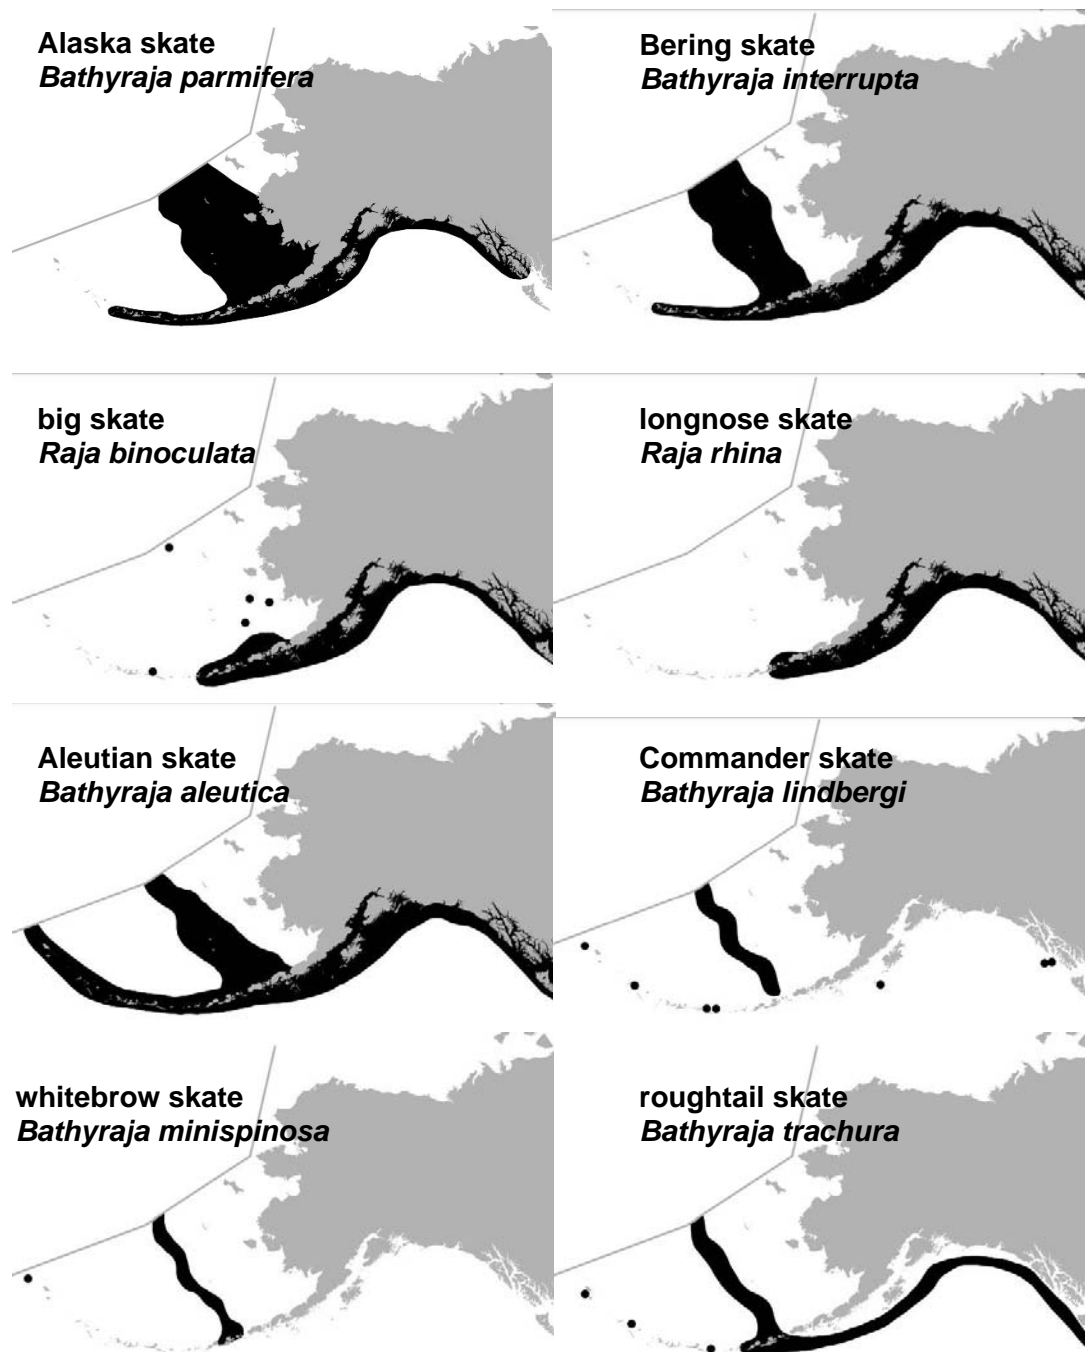 Alaska skate
Bathyraja parmifera
Bering skate
Bathyraja interrupta
big skate
Raja binoculata
longnose skate
Raja rhina
Aleutian skate
Bathyraja aleutica
Commander skate
Bathyraja lindbergi
whitebrow skate
Bathyraja minispinosa
roughtail skate
Bathyraja trachura